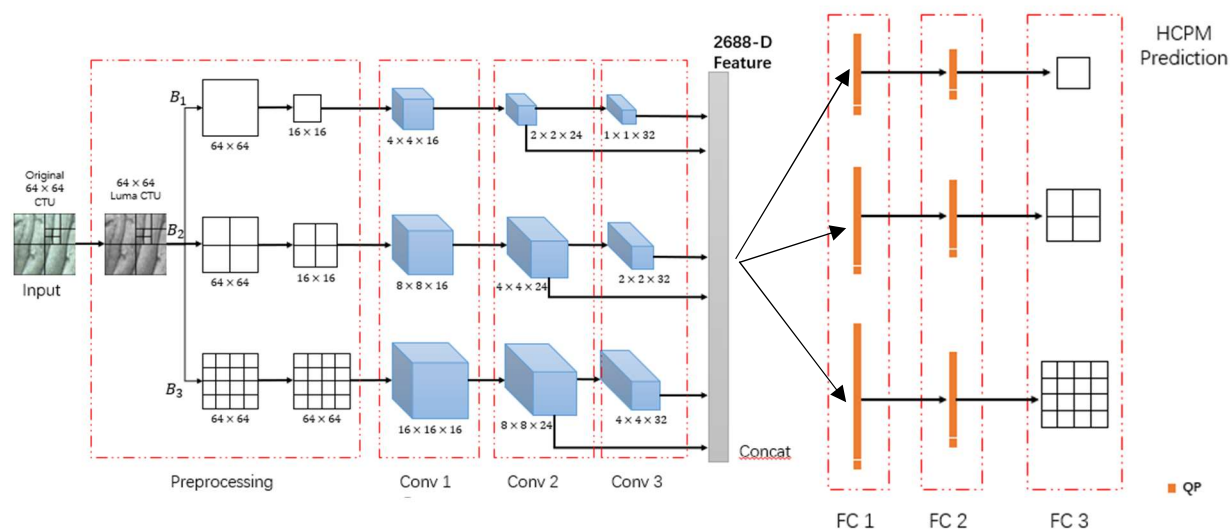 Original
64 × 64
CTU
Input
64 × 64
Luma CTU
B1
B2
B3
64 × 64
16 × 16
64 × 64
16 × 16
64 × 64
64 × 64
Preprocessing
4 × 4 × 16
8 × 8 × 16
16 × 16 × 16
Conv 1
2 × 2 × 24
4 × 4 × 24
8 × 8 × 24
Conv 2
1 × 1 × 32
2 × 2 × 32
4 × 4 × 32
Conv 3
2688-D
Feature
Concat
FC 1
FC 2
FC 3
HCPM
Prediction
QP